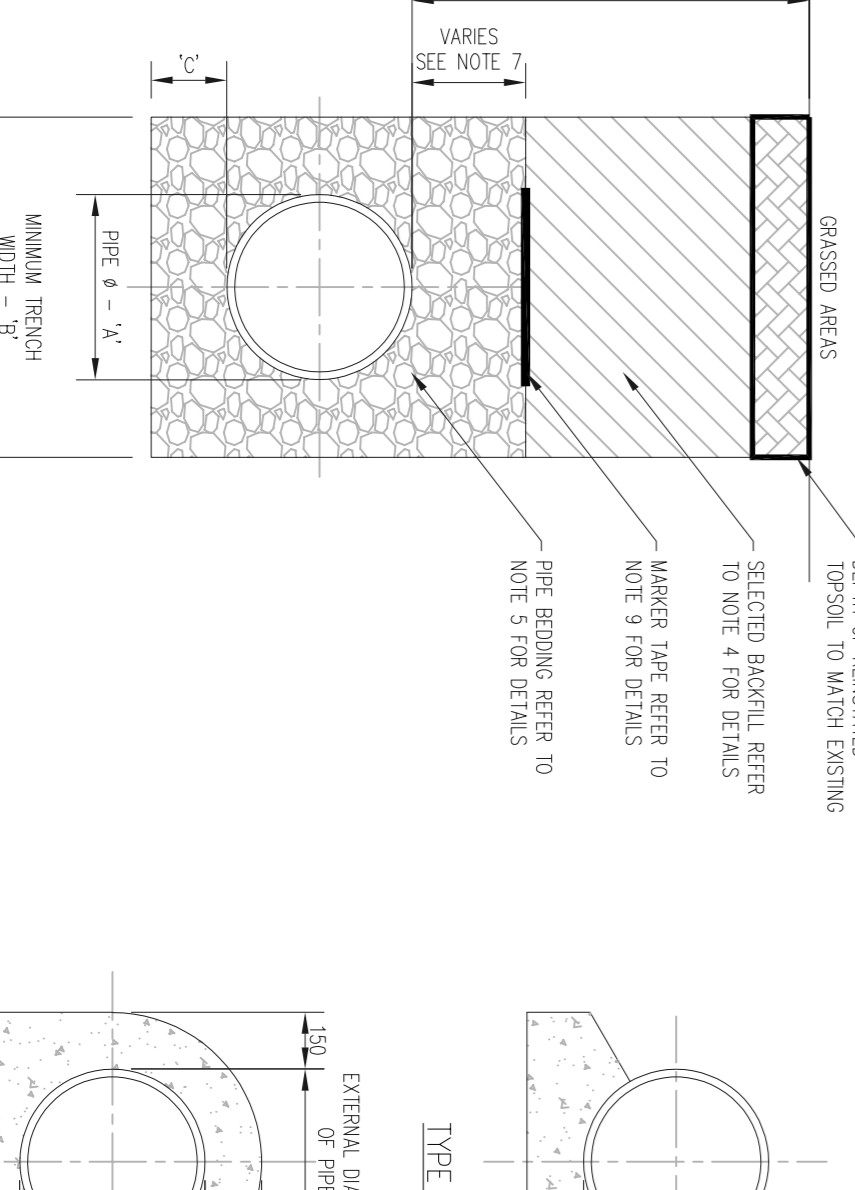 GRASSED AREAS
TOPSOIL TO MATCH EXISTING
SELECTED BACKFILL REFER
TO NOTE 4 FOR DETAILS
MARKER TAPE REFER TO
NOTE 9 FOR DETAILS
PIPE BEDDING REFER TO
NOTE 5 FOR DETAILS
VARIES
SEE NOTE 7
'C'
PIPE Ø - 'A'
MINIMUM TRENCH
WIDTH - 'B'
TYPE
150
EXTERNAL DIA
OF PIPE